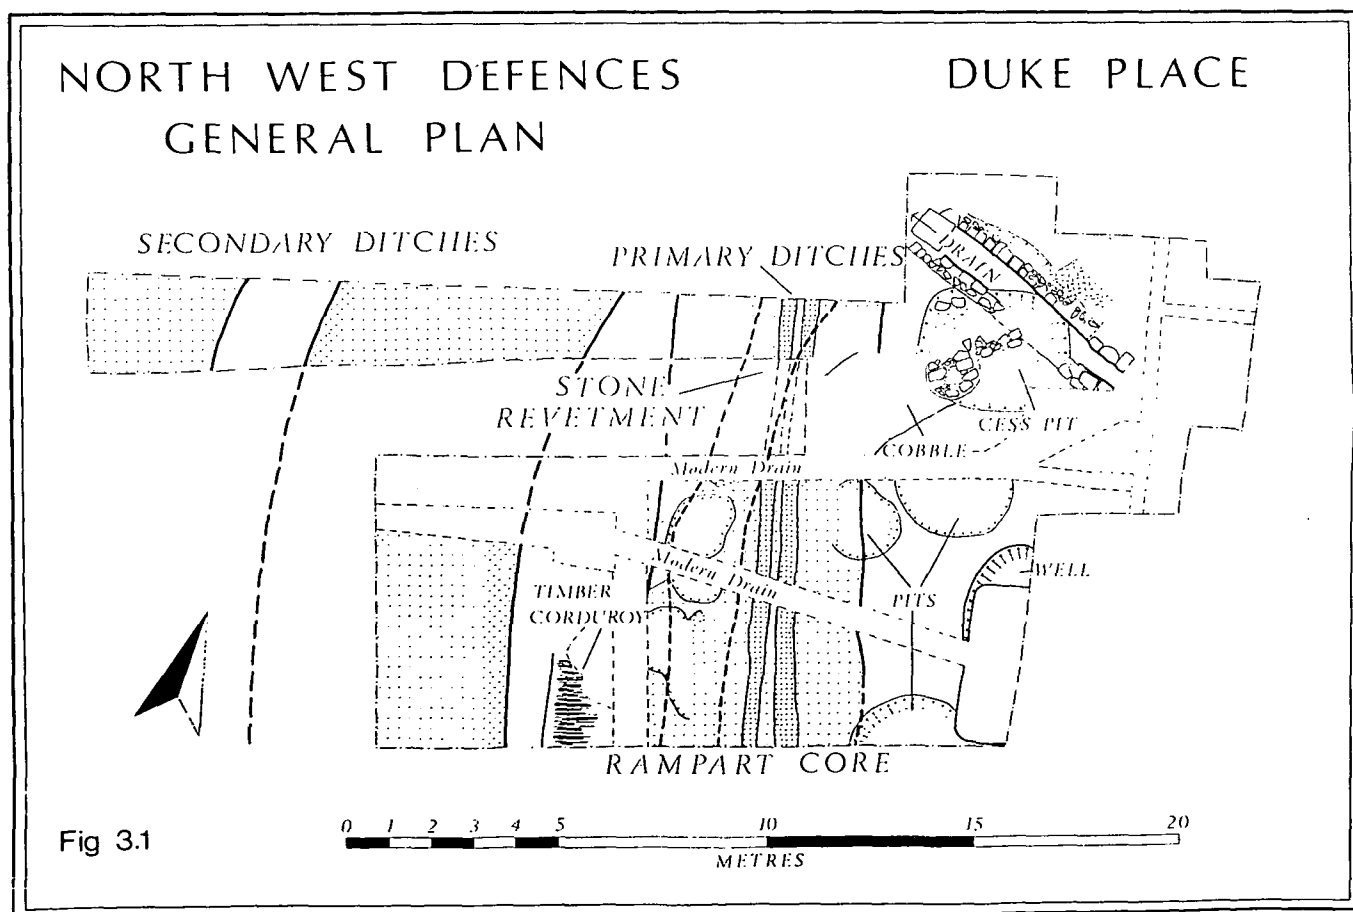 NORTH WEST DEFENCES
GENERAL PLAN
DUKE PLACE
SECONDARY DITCHES
PRIMARY DITCHES
DRAIN
STONE
REVETMENT
CESS PIT
COBBLE
Modern Drain
Modern Drain
WELL
TIMBER
CORDUROY
PITS
RAMPART CORE
Fig 3.1
0 1 2 3 4 5 10 15 20
METRES